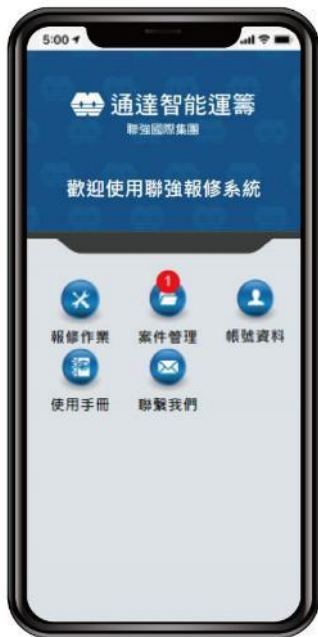 5:00
通達智能運籌
聯強國際集團
歡迎使用聯強報修系統
1
報修作業 案件管理 帳號資料
使用手冊 聯繫我們